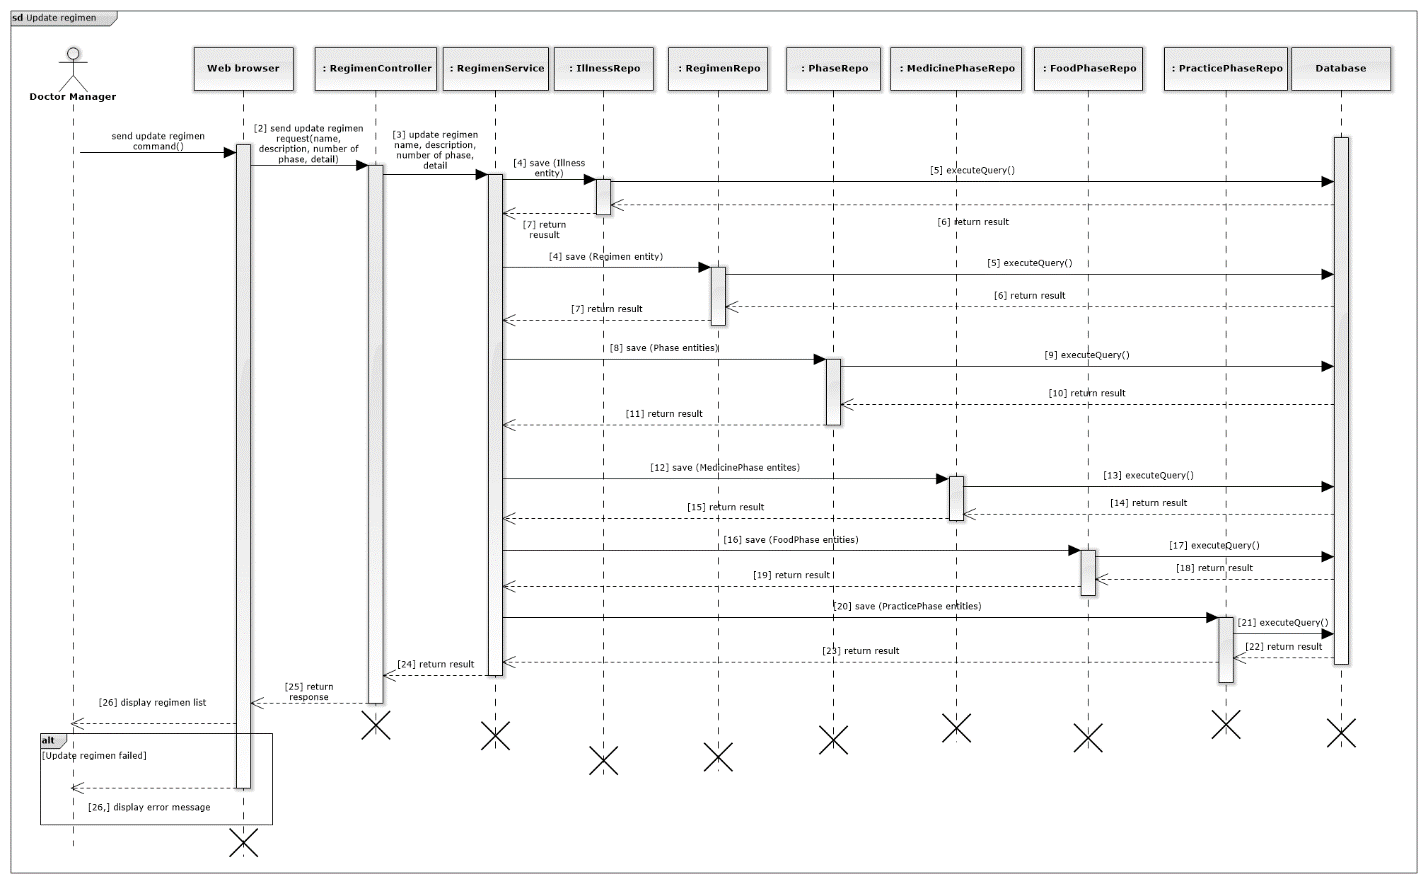 sd Update regimen
Doctor Manager
Web browser
: RegimenController
: RegimenService
: IllnessRepo
: RegimenRepo
: PhaseRepo
: MedicinePhaseRepo
: FoodPhaseRepo
: PracticePhaseRepo
Database
send update regimen
command()
[2] send update regimen
request(name,
description, number of
phase, detail)
[3] update regimen
name, description,
number of phase,
detail
[4] save (Illness
entity)
[5] executeQuery()
[6] return result
[7] return
reusult
[4] save (Regimen entity)
[5] executeQuery()
[6] return result
[7] return result
[8] save (Phase entities)
[9] executeQuery()
[10] return result
[11] return result
[12] save (MedicinePhase entites)
[13] executeQuery()
[14] return result
[15] return result
[16] save (FoodPhase entities)
[17] executeQuery()
[18] return result
[19] return result
[20] save (PracticePhase entities)
[21] executeQuery()
[22] return result
[23] return result
[24] return result
[25] return
response
[26] display regimen list
alt
[Update regimen failed]
[26,] display error message